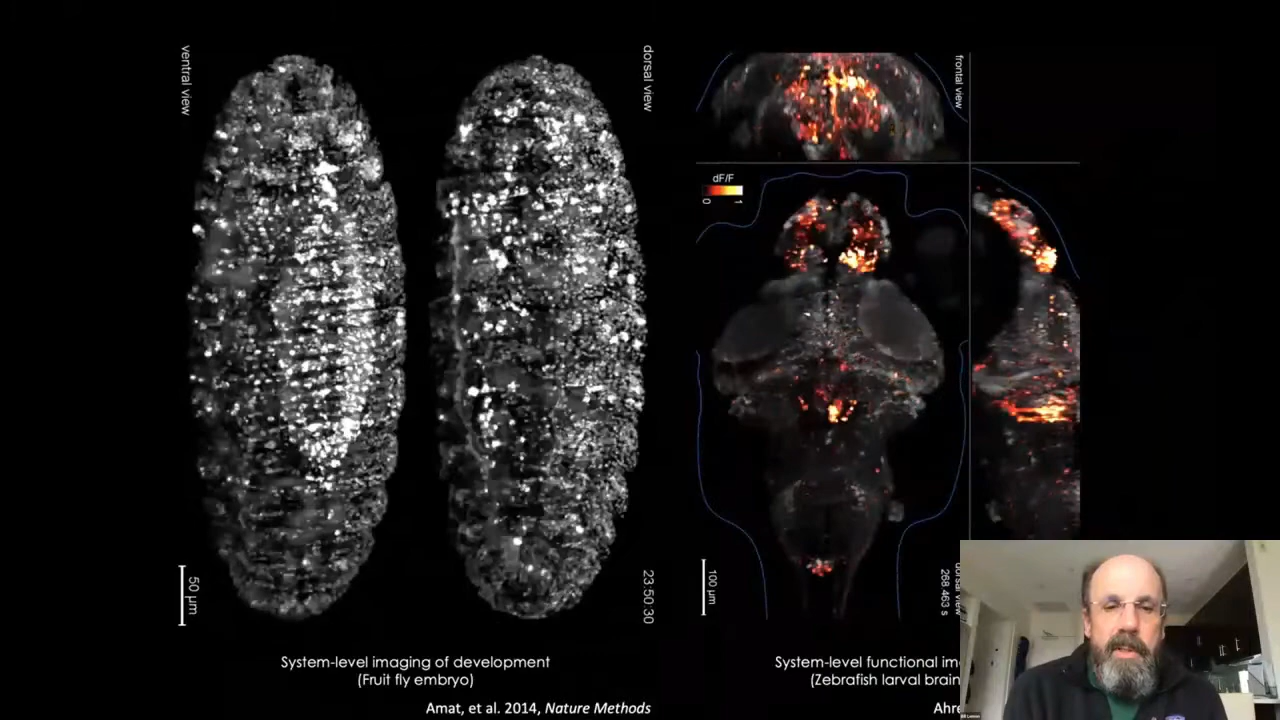 ventral view
dorsal view
50 µm
23:50:30
System-level imaging of development
(Fruit fly embryo)
Amat, et al. 2014, Nature Methods
frontal view
dF/F
0 1
100 µm
dorsal view
268.463 s
System-level functional im
(Zebrafish larval brain
Ahre